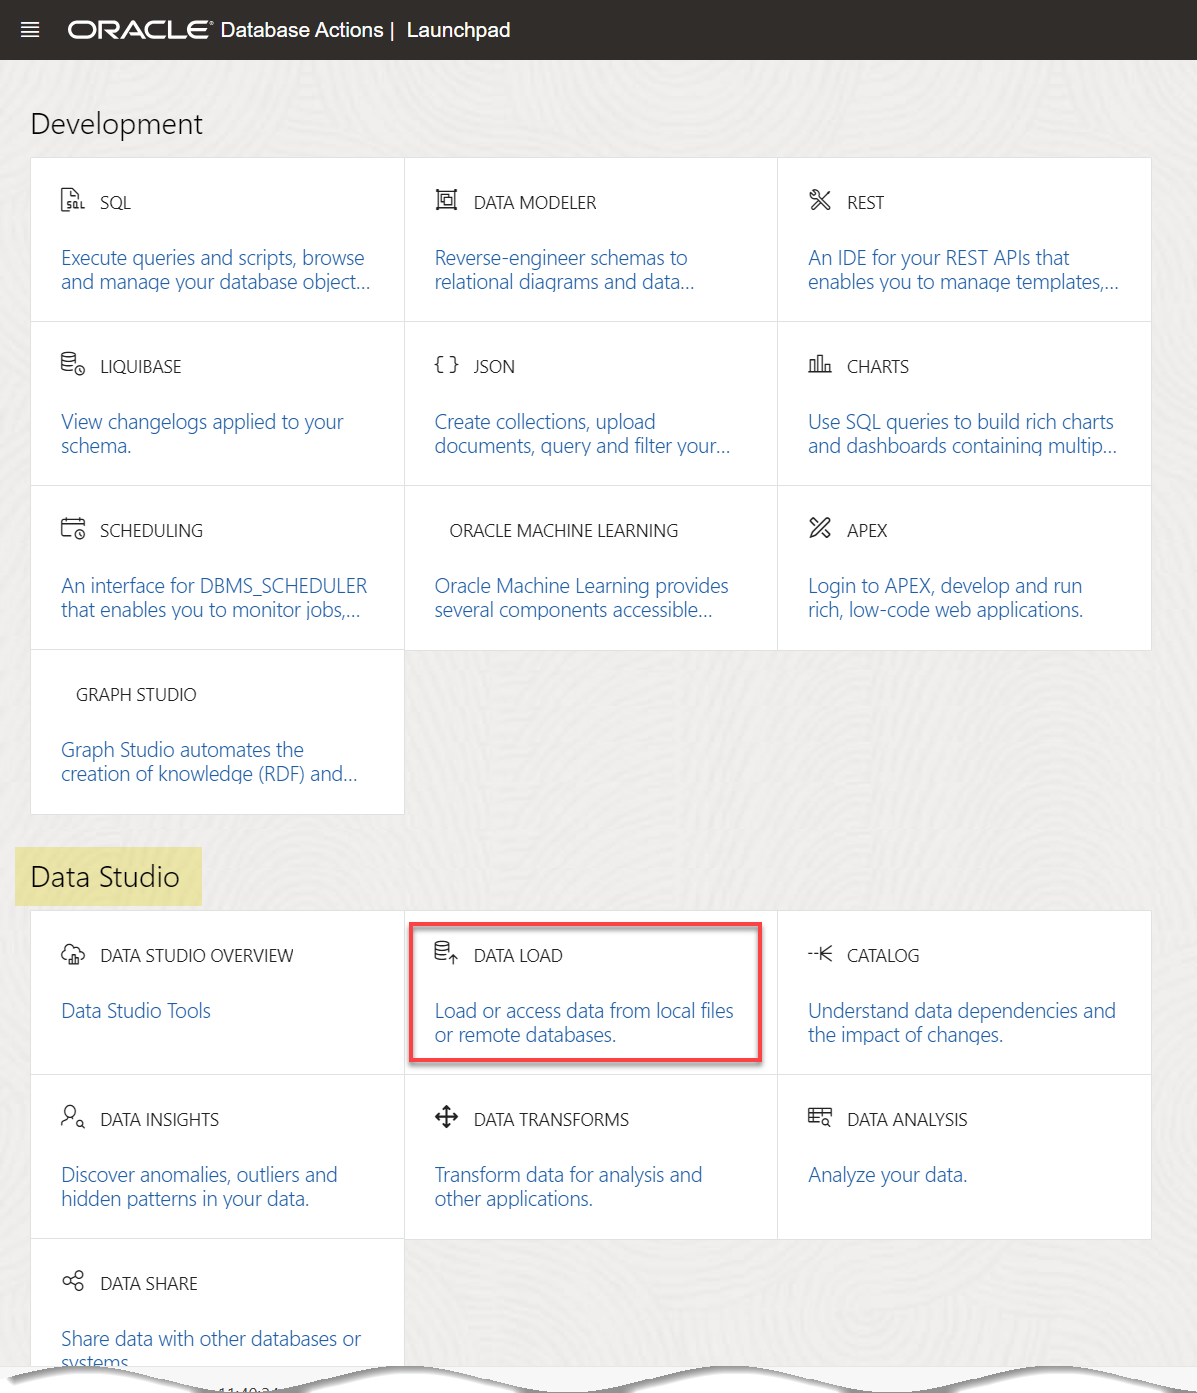 ORACLE Database Actions | Launchpad
Development
SQL
Execute queries and scripts, browse
and manage your database object...
DATA MODELER
Reverse-engineer schemas to
relational diagrams and data...
REST
An IDE for your REST APIs that
enables you to manage templates,...
LIQUIBASE
View changelogs applied to your
schema.
{ } JSON
Create collections, upload
documents, query and filter your...
CHARTS
Use SQL queries to build rich charts
and dashboards containing multip...
SCHEDULING
An interface for DBMS_SCHEDULER
that enables you to monitor jobs,...
ORACLE MACHINE LEARNING
Oracle Machine Learning provides
several components accessible...
APEX
Login to APEX, develop and run
rich, low-code web applications.
GRAPH STUDIO
Graph Studio automates the
creation of knowledge (RDF) and...
Data Studio
DATA STUDIO OVERVIEW
Data Studio Tools
DATA LOAD
Load or access data from local files
or remote databases.
CATALOG
Understand data dependencies and
the impact of changes.
DATA INSIGHTS
Discover anomalies, outliers and
hidden patterns in your data.
DATA TRANSFORMS
Transform data for analysis and
other applications.
DATA ANALYSIS
Analyze your data.
DATA SHARE
Share data with other databases or
systems